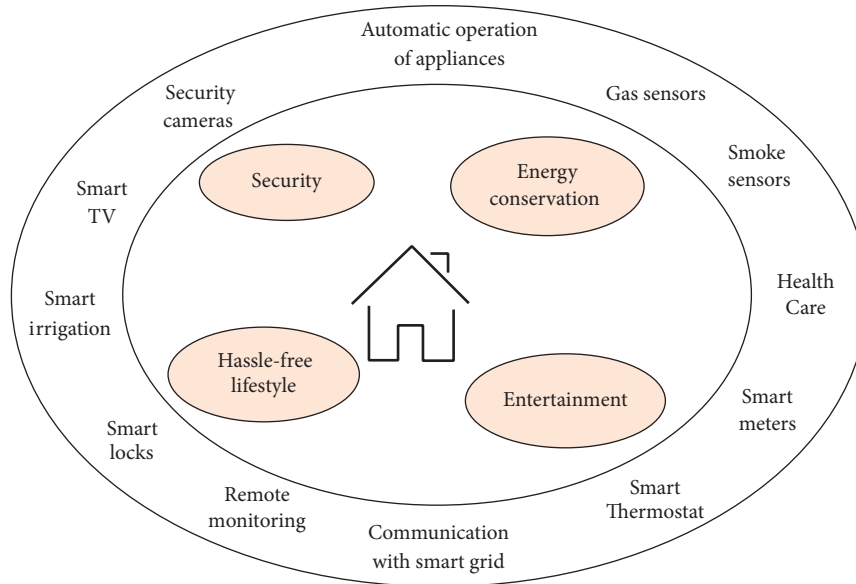 Automatic operation
of appliances
Security
cameras
Gas sensors
Smoke
sensors
Security
Energy
conservation
Smart
TV
Smart
irrigation
Health
Care
Hassle-free
lifestyle
Entertainment
Smart
meters
Smart
locks
Remote
monitoring
Smart
Thermostat
Communication
with smart grid